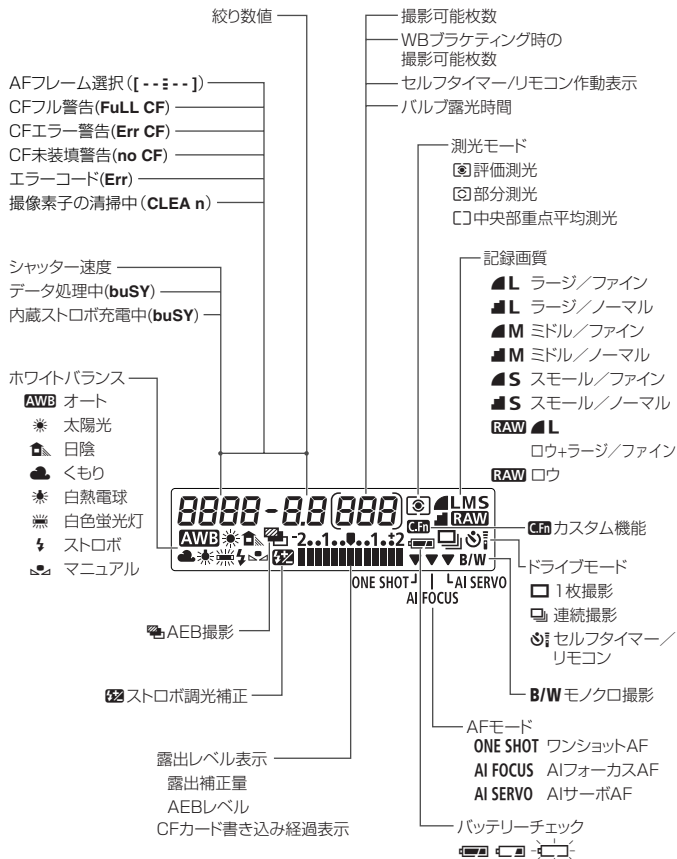 絞り数値
撮影可能枚数
WBブラケティング時の
撮影可能枚数
セルフタイマー/リモコン作動表示
バルブ露光時間
AFフレーム選択([--⁝--])
CFフル警告(FuLL CF)
CFエラー警告(Err CF)
CF未装填警告(no CF)
エラーコード(Err)
撮像素子の清掃中(CLEA n)
測光モード
評価測光
部分測光
中央部重点平均測光
シャッター速度
データ処理中(buSY)
内蔵ストロボ充電中(buSY)
記録画質
L ラージ/ファイン
L ラージ/ノーマル
M ミドル/ファイン
M ミドル/ノーマル
S スモール/ファイン
S スモール/ノーマル
RAW L
ロウ+ラージ/ファイン
RAW ロウ
ホワイトバランス
AWB オート
太陽光
日陰
くもり
白熱電球
白色蛍光灯
ストロボ
マニュアル
8888-8.8(888) LMS
RAW
AWB -2..1..0..1.+2 C.Fn
B/W
ONE SHOT AI SERVO
AI FOCUS
C.Fnカスタム機能
ドライブモード
1枚撮影
連続撮影
セルフタイマー/
リモコン
B/Wモノクロ撮影
AEB撮影
ストロボ調光補正
露出レベル表示
露出補正量
AEBレベル
CFカード書き込み経過表示
AFモード
ONE SHOT ワンショットAF
AI FOCUS AIフォーカスAF
AI SERVO AIサーボAF
バッテリーチェック